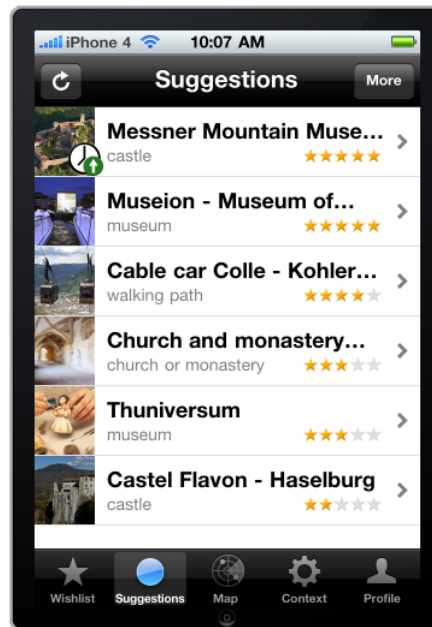 iPhone 4 10:07 AM
Suggestions More
Messner Mountain Muse...
castle
Museion - Museum of...
museum
Cable car Colle - Kohler...
walking path
Church and monastery...
church or monastery
Thuniversum
museum
Castel Flavon - Haselburg
castle
Wishlist Suggestions Map Context Profile